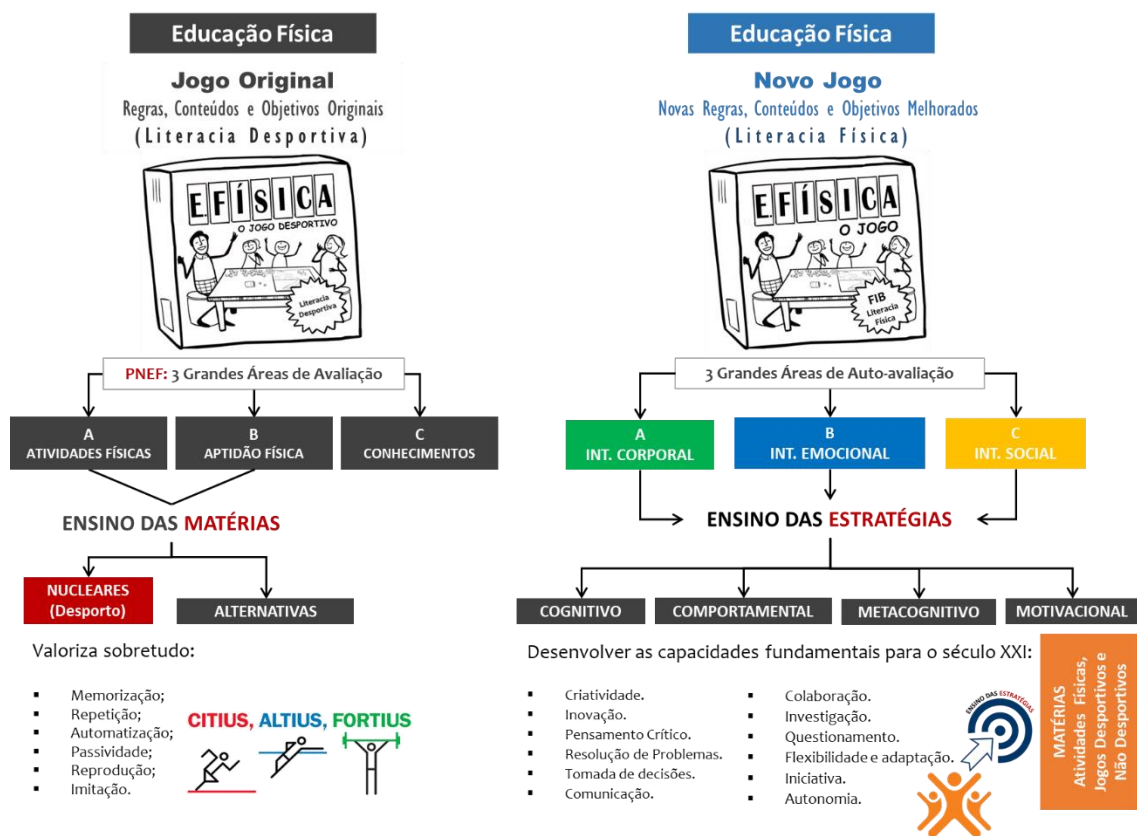 Educação Física
Jogo Original
Regras, Conteúdos e Objetivos Originais
(Literacia Desportiva)
E.FÍSICA
O JOGO DESPORTIVO
Literacia
Desportiva
PNEF: 3 Grandes Áreas de Avaliação
A
ATIVIDADES FÍSICAS
B
APTIDÃO FÍSICA
C
CONHECIMENTOS
ENSINO DAS MATÉRIAS
NUCLEARES
(Desporto)
ALTERNATIVAS
Valoriza sobretudo:
▪ Memorização;
▪ Repetição;
▪ Automatização;
▪ Passividade;
▪ Reprodução;
▪ Imitação.
CITIUS, ALTIUS, FORTIUS
Educação Física
Novo Jogo
Novas Regras, Conteúdos e Objetivos Melhorados
(Literacia Física)
E.FÍSICA
O JOGO
FIB
Literacia
Física
3 Grandes Áreas de Auto-avaliação
A
INT. CORPORAL
B
INT. EMOCIONAL
C
INT. SOCIAL
ENSINO DAS ESTRATÉGIAS
COGNITIVO
COMPORTAMENTAL
METACOGNITIVO
MOTIVACIONAL
Desenvolver as capacidades fundamentais para o século XXI:
▪ Criatividade.
▪ Inovação.
▪ Pensamento Crítico.
▪ Resolução de Problemas.
▪ Tomada de decisões.
▪ Comunicação.
▪ Colaboração.
▪ Investigação.
▪ Questionamento.
▪ Flexibilidade e adaptação.
▪ Iniciativa.
▪ Autonomia.
ENSINO DAS ESTRATÉGIAS
MATÉRIAS
Atividades Físicas,
Jogos Desportivos e
Não Desportivos